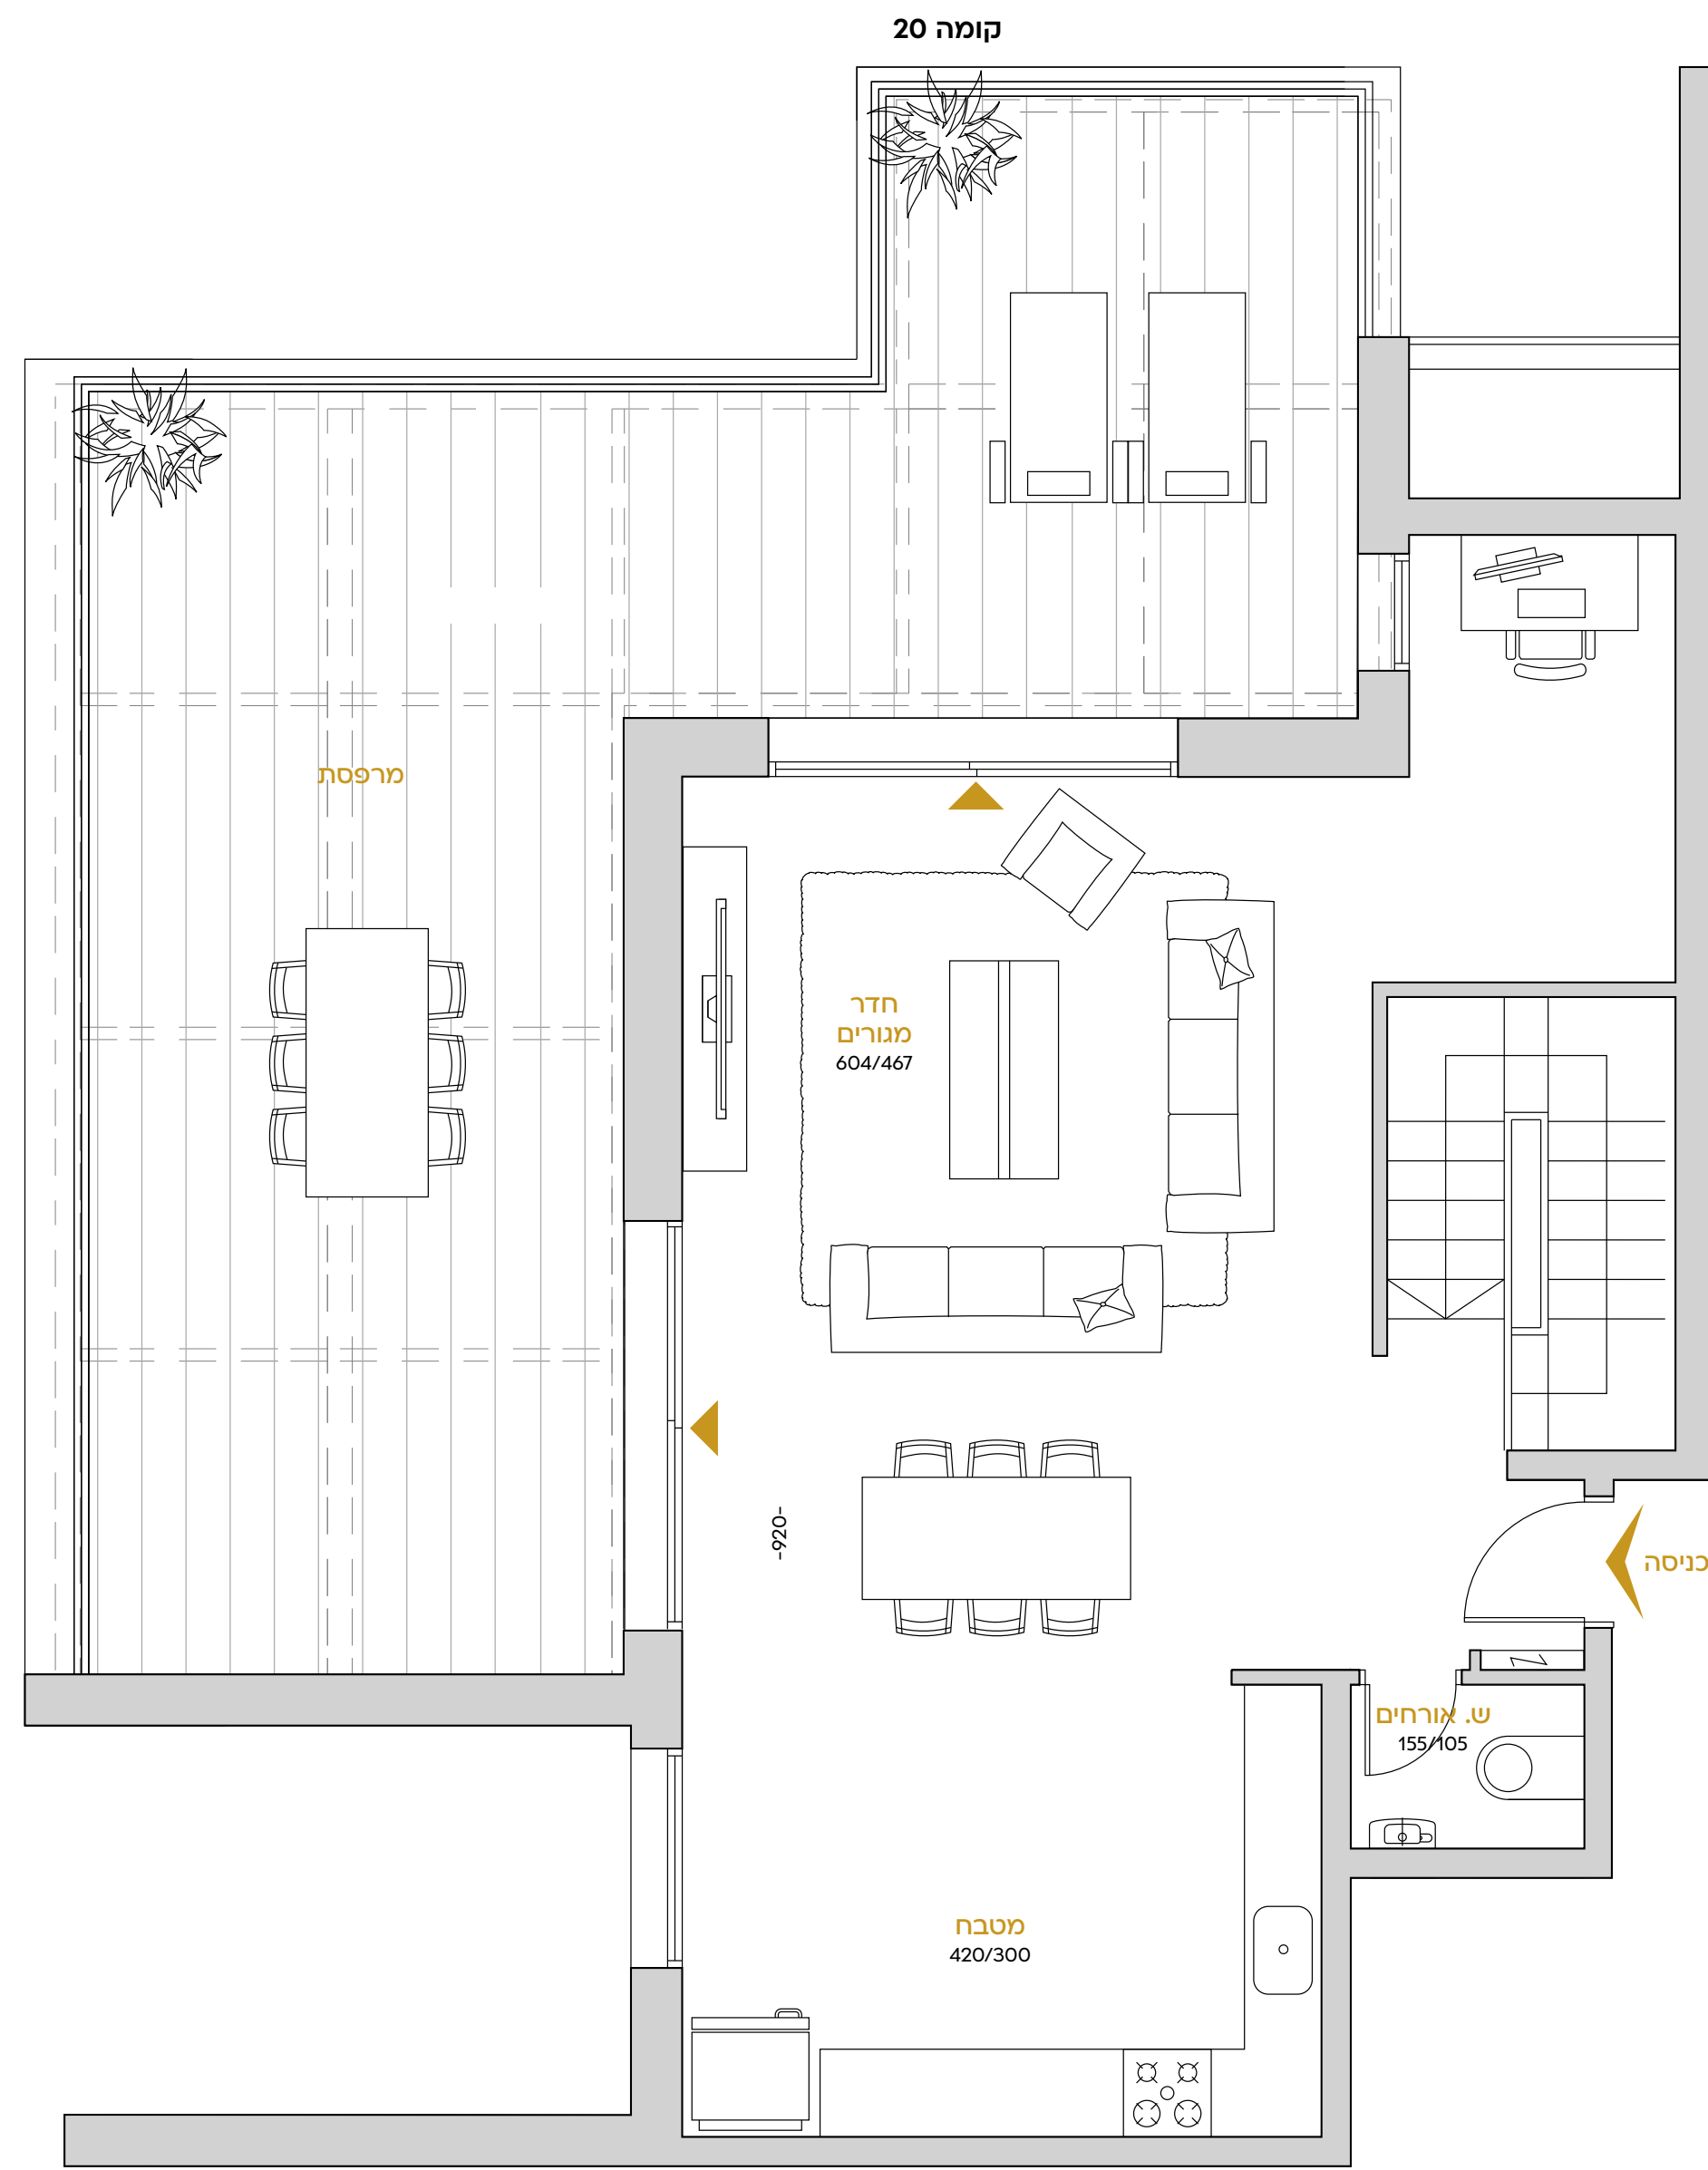 קומה 20
מרפסת
חדר
מגורים
604/467
-920-
כניסה
ש. אורחים
155/105
מטבח
420/300